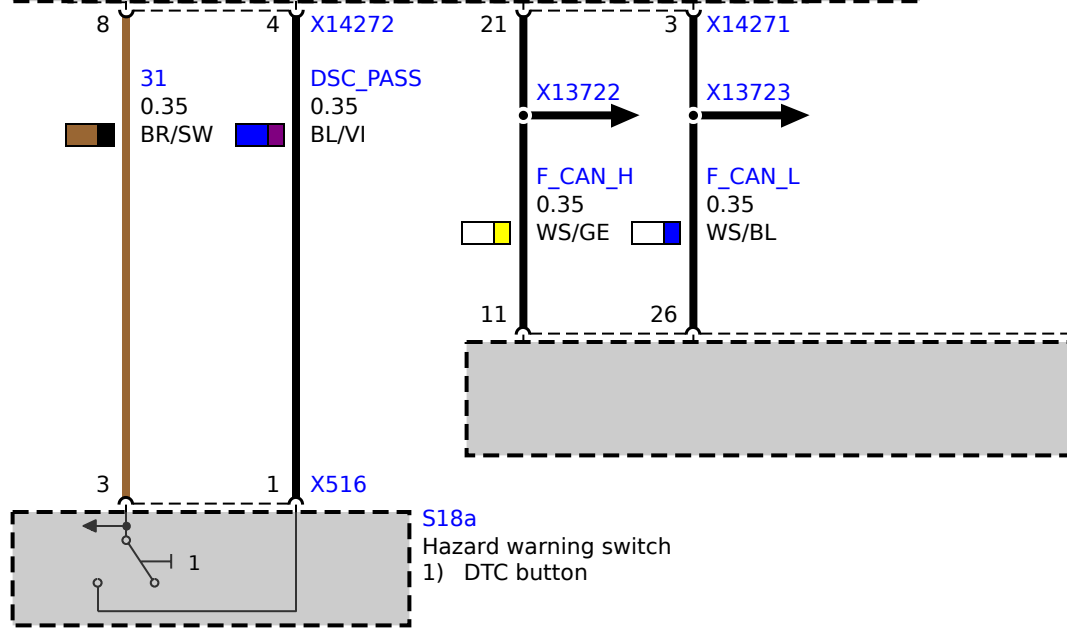 8
4
X14272
21
3
X14271
31
0.35
BR/SW
DSC_PASS
0.35
BL/VI
X13722
X13723
F_CAN_H
0.35
WS/GE
F_CAN_L
0.35
WS/BL
11
26
3
1
X516
S18a
Hazard warning switch
1) DTC button
1